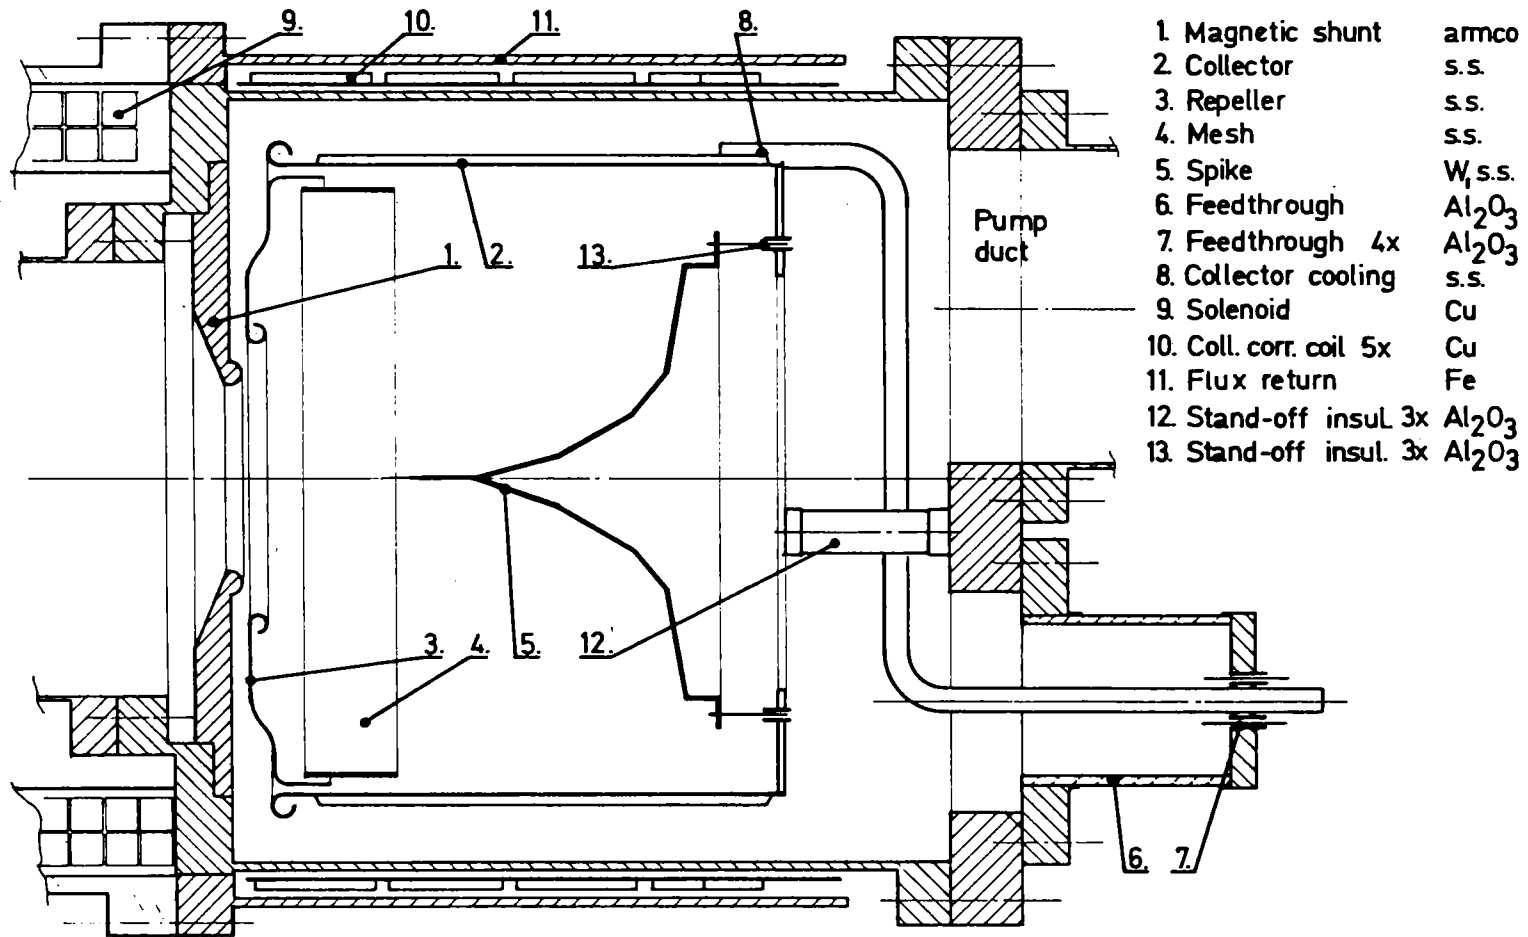 9.
10.
11.
8.
1. Magnetic shunt armco
2. Collector s.s.
3. Repeller s.s.
4. Mesh s.s.
5. Spike W, s.s.
6. Feedthrough Al2O3
7. Feedthrough 4x Al2O3
8. Collector cooling s.s.
9. Solenoid Cu
10. Coll. corr. coil 5x Cu
11. Flux return Fe
12. Stand-off insul. 3x Al2O3
13. Stand-off insul. 3x Al2O3
Pump
duct
1.
2.
13.
3.
4.
5.
12.
6.
7.